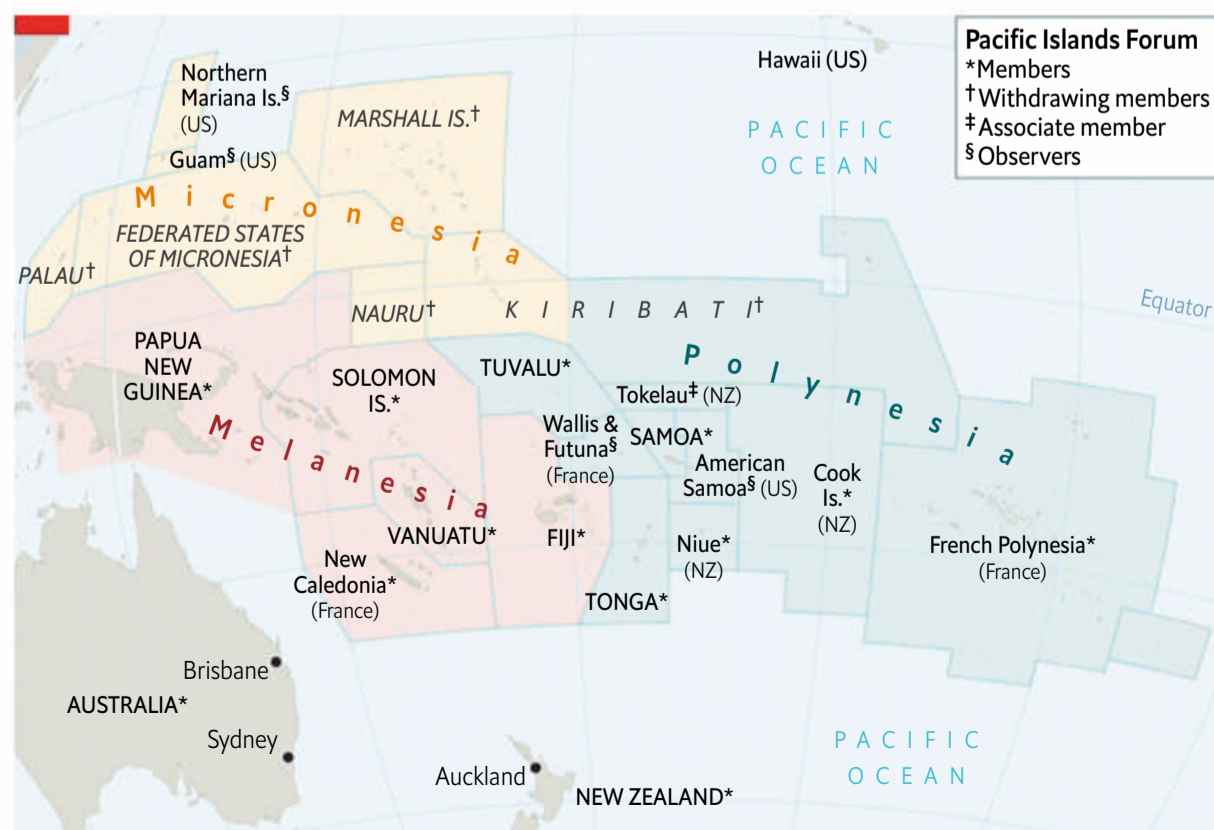 Pacific Islands Forum
*Members
†Withdrawing members
‡Associate member
§Observers
Hawaii (US)
PACIFIC
OCEAN
Northern
Mariana Is.§
(US)
Guam§ (US)
MARSHALL IS.†
Micronesia
FEDERATED STATES
OF MICRONESIA†
PALAU†
NAURU†
KIRIBATI†
Equator
PAPUA
NEW
GUINEA*
SOLOMON
IS.*
TUVALU*
Polynesia
Tokelau‡ (NZ)
Melanesia
Wallis &
Futuna§
(France)
SAMOA*
American
Samoa§ (US)
Cook
Is.*
(NZ)
VANUATU*
FIJI*
Niue*
(NZ)
French Polynesia*
(France)
New
Caledonia*
(France)
TONGA*
Brisbane
AUSTRALIA*
Sydney
Auckland
NEW ZEALAND*
PACIFIC
OCEAN